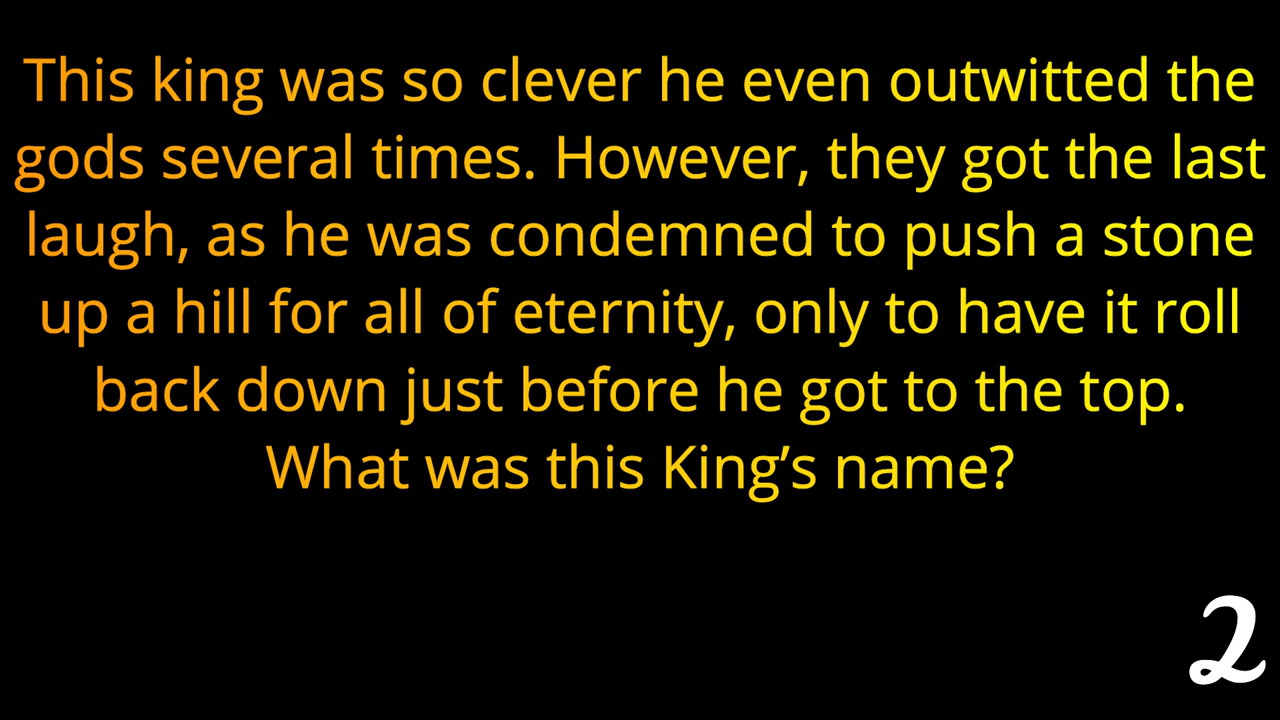 This king was so clever he even outwitted the
gods several times. However, they got the last
laugh, as he was condemned to push a stone
up a hill for all of eternity, only to have it roll
back down just before he got to the top.
What was this King’s name?
2